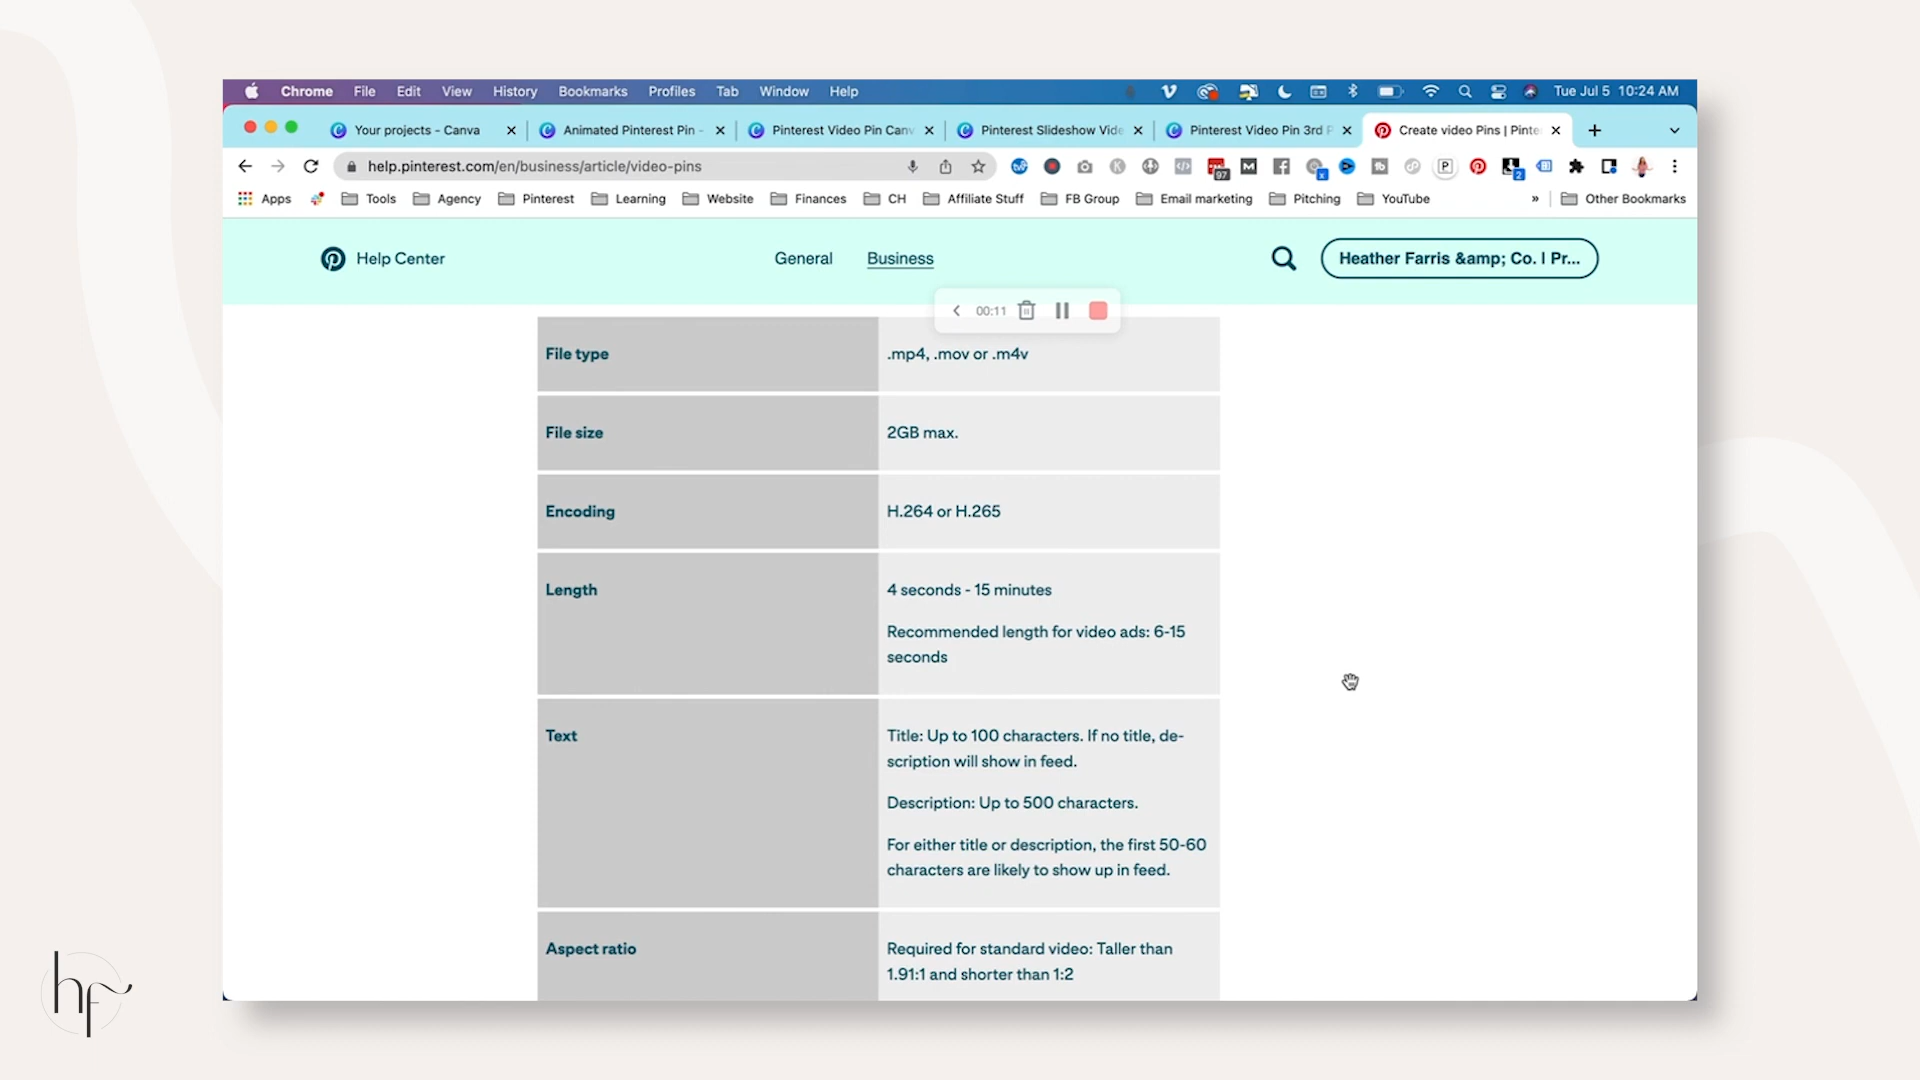 Chrome File Edit View History Bookmarks Profiles Tab Window Help Tue Jul 5 10:24 AM
Your projects - Canva Animated Pinterest Pin - Pinterest Video Pin Canv Pinterest Slideshow Vide Pinterest Video Pin 3rd P Create video Pins | Pinte
help.pinterest.com/en/business/article/video-pins
Apps Tools Agency Pinterest Learning Website Finances CH Affiliate Stuff FB Group Email marketing Pitching YouTube » Other Bookmarks
Help Center General Business Heather Farris &amp; Co. l Pr...
00:11
File type .mp4, .mov or .m4v
File size 2GB max.
Encoding H.264 or H.265
Length 4 seconds - 15 minutes
Recommended length for video ads: 6-15
seconds
Text Title: Up to 100 characters. If no title, de-
scription will show in feed.
Description: Up to 500 characters.
For either title or description, the first 50-60
characters are likely to show up in feed.
Aspect ratio Required for standard video: Taller than
1.91:1 and shorter than 1:2
hf